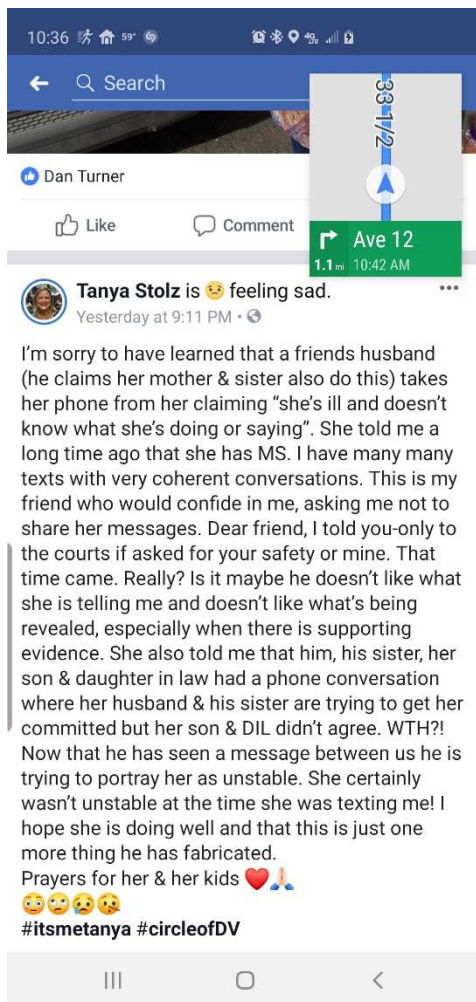 10:36 59°
Search
33 1/2
Dan Turner
Like Comment
Ave 12
1.1 mi 10:42 AM
Tanya Stolz is 😟 feeling sad.
Yesterday at 9:11 PM •
I'm sorry to have learned that a friends husband
(he claims her mother & sister also do this) takes
her phone from her claiming “she's ill and doesn't
know what she's doing or saying”. She told me a
long time ago that she has MS. I have many many
texts with very coherent conversations. This is my
friend who would confide in me, asking me not to
share her messages. Dear friend, I told you-only to
the courts if asked for your safety or mine. That
time came. Really? Is it maybe he doesn't like what
she is telling me and doesn't like what's being
revealed, especially when there is supporting
evidence. She also told me that him, his sister, her
son & daughter in law had a phone conversation
where her husband & his sister are trying to get her
committed but her son & DIL didn't agree. WTH?!
Now that he has seen a message between us he is
trying to portray her as unstable. She certainly
wasn't unstable at the time she was texting me! I
hope she is doing well and that this is just one
more thing he has fabricated.
Prayers for her & her kids ❤️🙏🏻
😳🙄😥😪
#itsmetanya #circleofDV